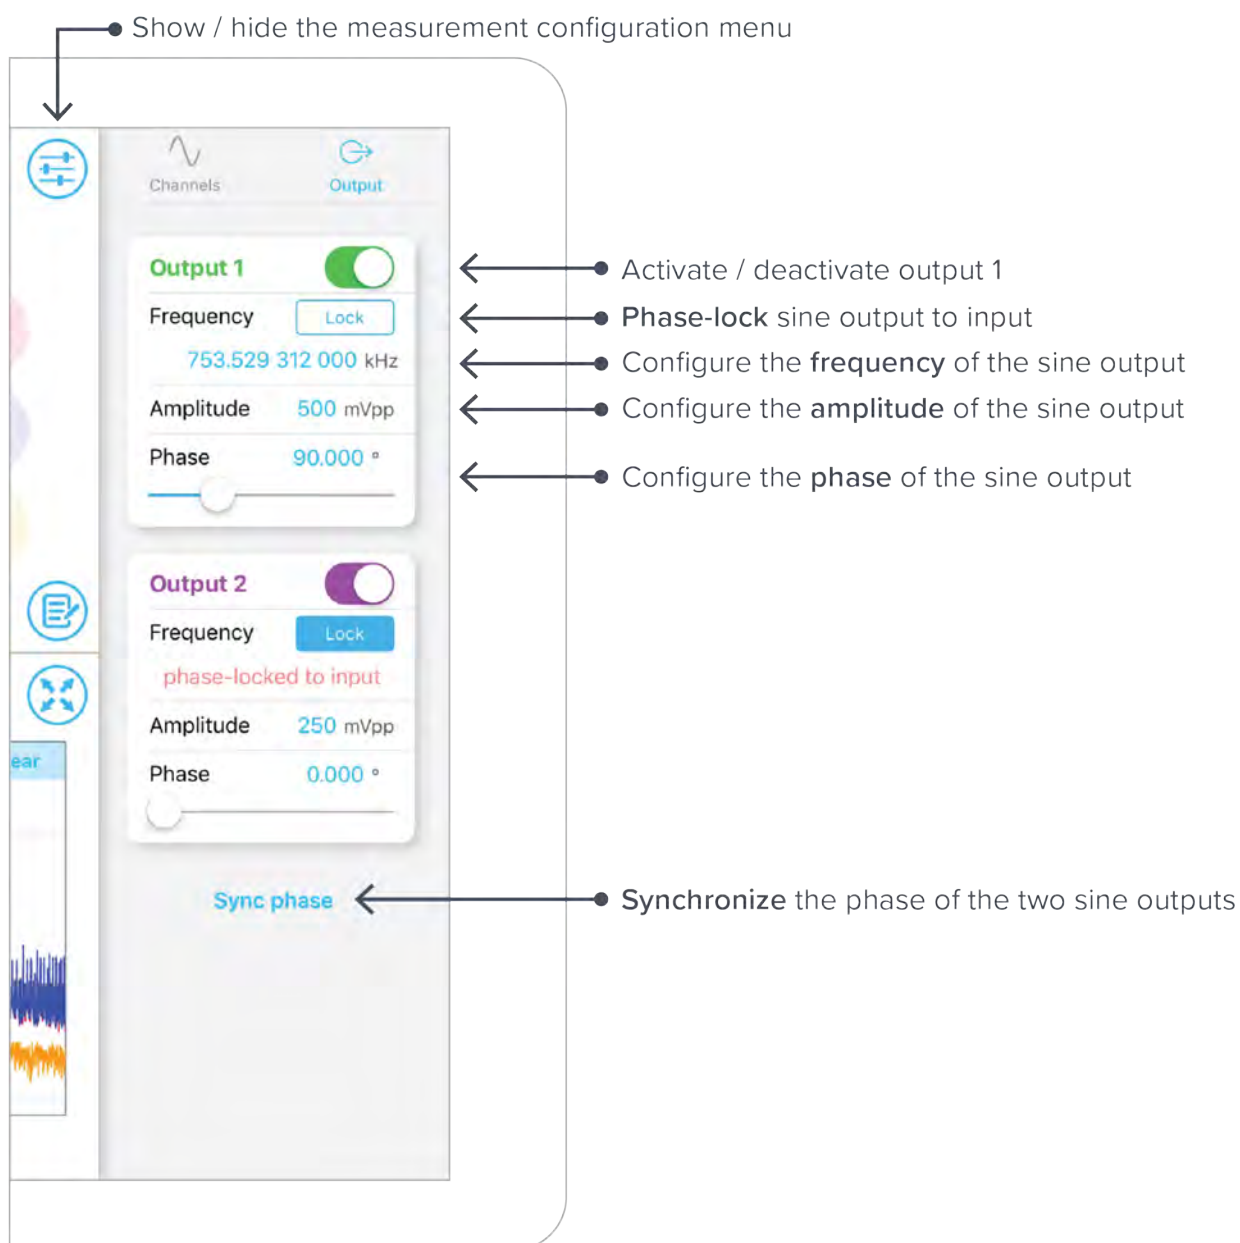 Show / hide the measurement configuration menu
Channels
Output
Output 1
Activate / deactivate output 1
Frequency
Lock
Phase-lock sine output to input
753.529 312 000 kHz
Configure the frequency of the sine output
Amplitude
500 mVpp
Configure the amplitude of the sine output
Phase
90.000 °
Configure the phase of the sine output
Output 2
Frequency
Lock
phase-locked to input
Amplitude
250 mVpp
ear
Phase
0.000 °
Sync phase
Synchronize the phase of the two sine outputs